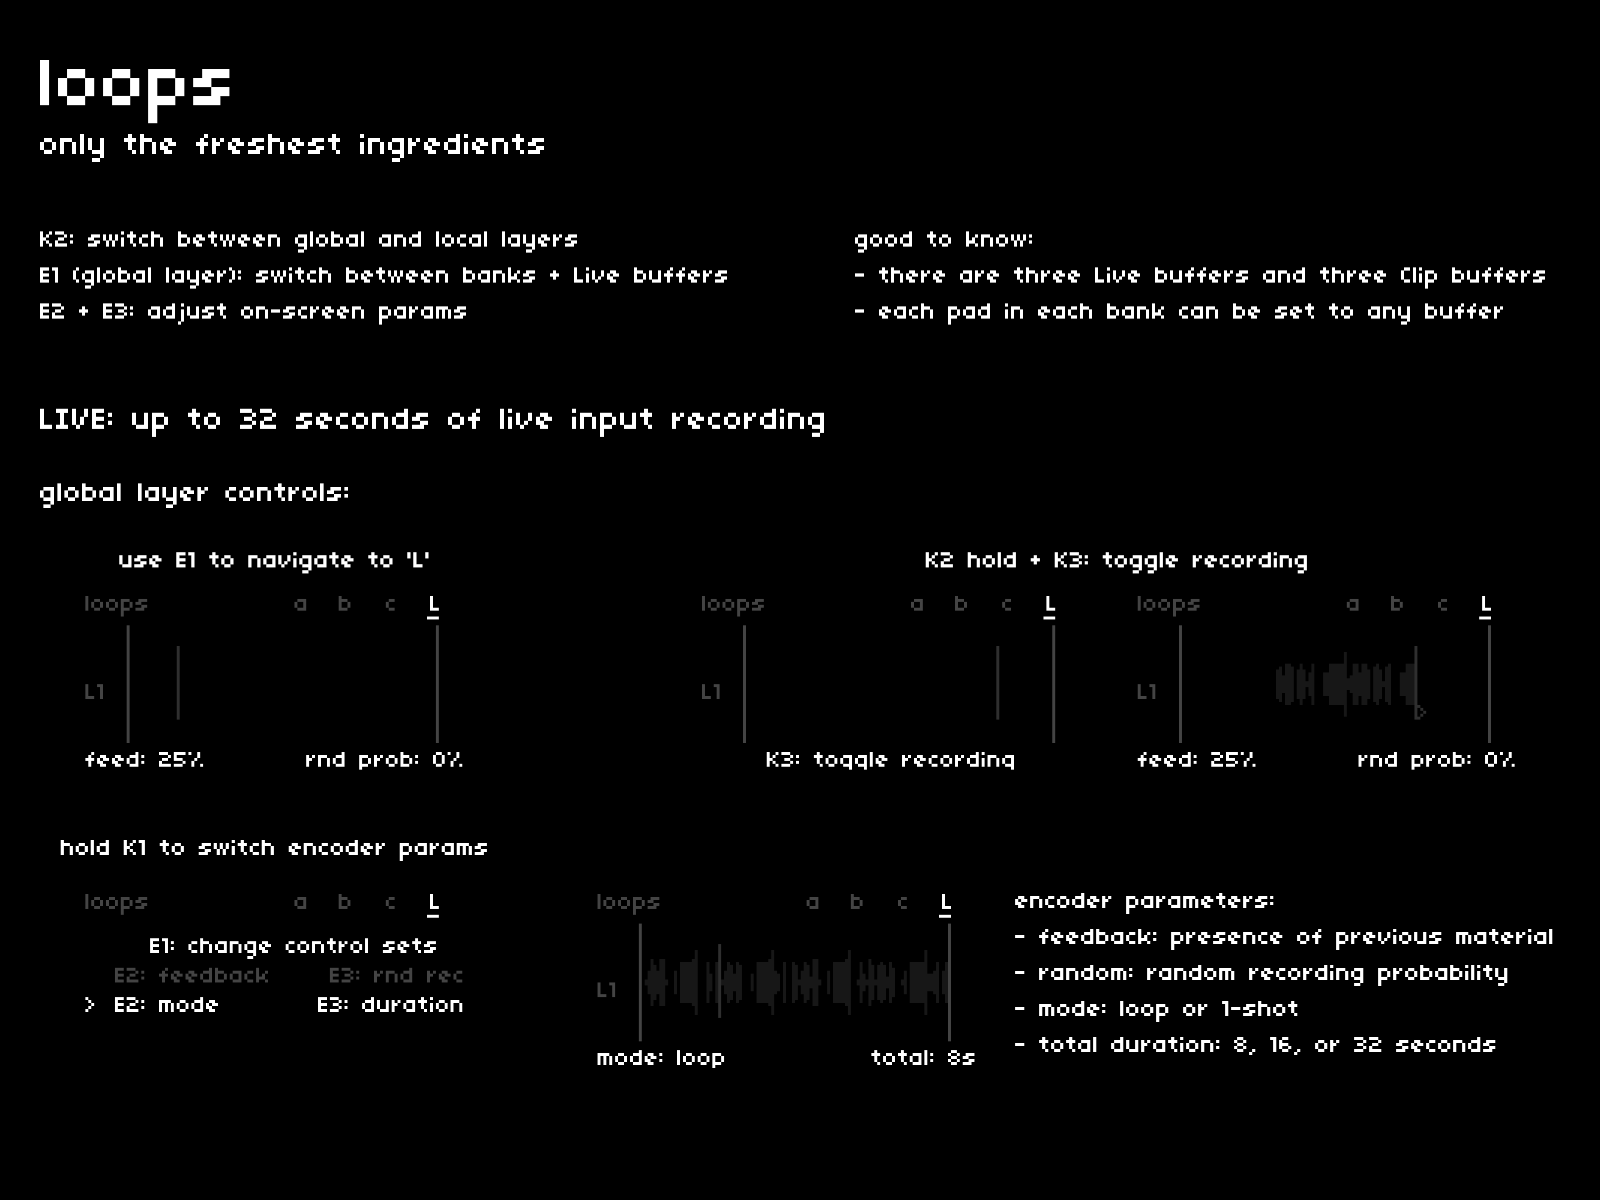 loops
only the freshest ingredients
K2: switch between global and local layers
E1 (global layer): switch between banks + Live buffers
E2 + E3: adjust on-screen params
good to know:
- there are three Live buffers and three Clip buffers
- each pad in each bank can be set to any buffer
LIVE: up to 32 seconds of live input recording
global layer controls:
use E1 to navigate to 'L'
loops a b c L
L1
feed: 25% rnd prob: 0%
K2 hold + K3: toggle recording
loops a b c L
L1
K3: toggle recording
loops a b c L
L1
feed: 25% rnd prob: 0%
hold K1 to switch encoder params
loops a b c L
E1: change control sets
E2: feedback E3: rnd rec
> E2: mode E3: duration
loops a b c L
L1
mode: loop total: 8s
encoder parameters:
- feedback: presence of previous material
- random: random recording probability
- mode: loop or 1-shot
- total duration: 8, 16, or 32 seconds